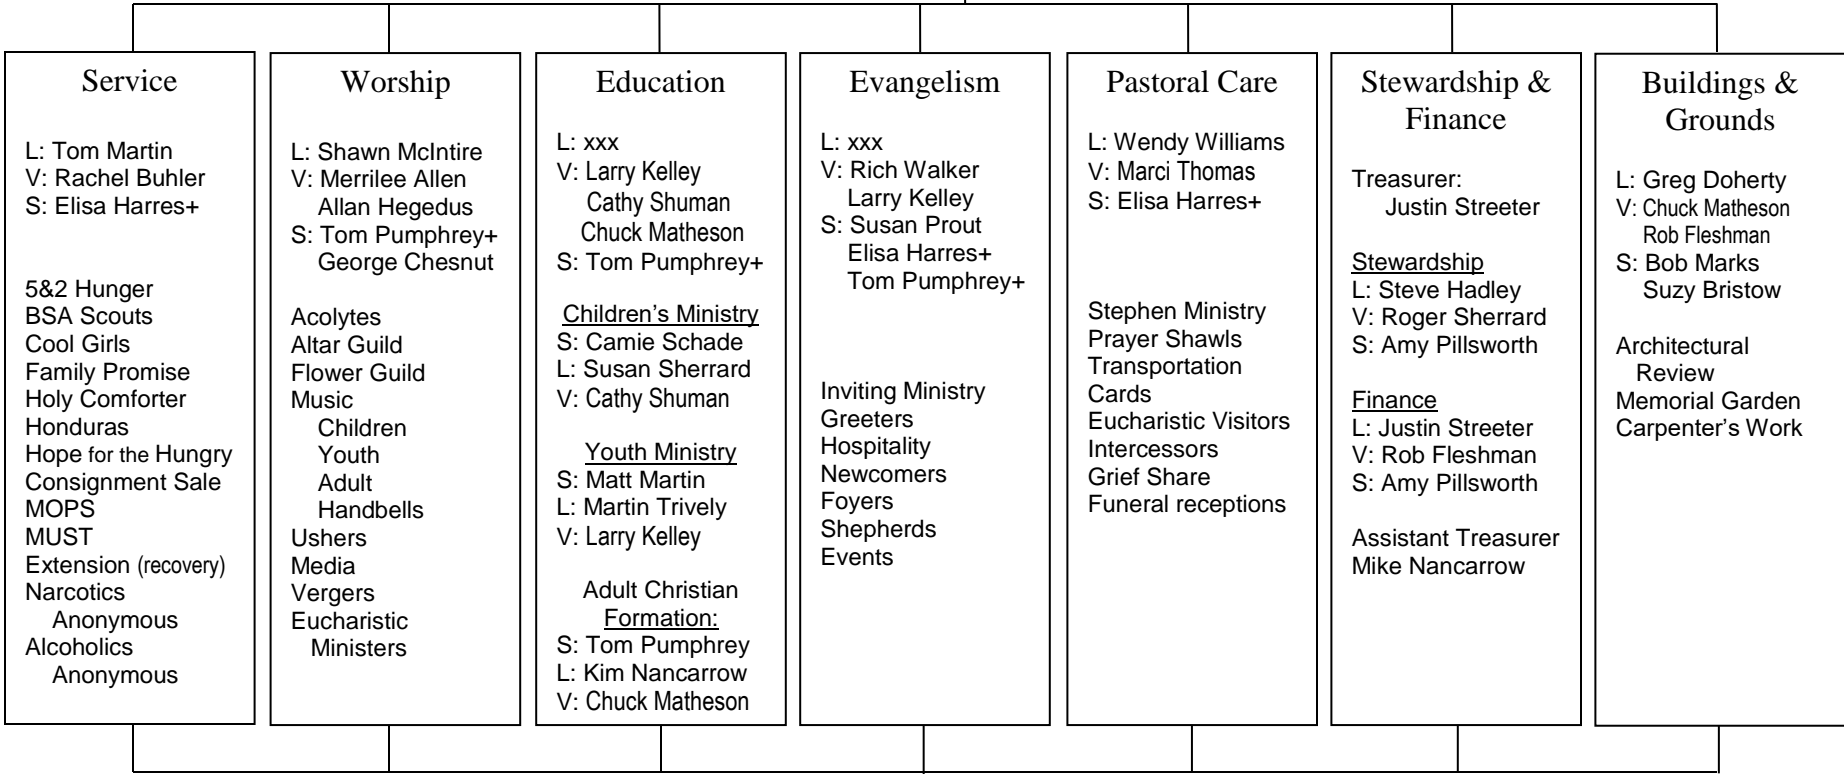 Service
L: Tom Martin
V: Rachel Buhler
S: Elisa Harres+
5&2 Hunger
BSA Scouts
Cool Girls
Family Promise
Holy Comforter
Honduras
Hope for the Hungry
Consignment Sale
MOPS
MUST
Extension (recovery)
Narcotics
Anonymous
Alcoholics
Anonymous
Worship
L: Shawn McIntire
V: Merrilee Allen
Allan Hegedus
S: Tom Pumphrey+
George Chesnut
Acolytes
Altar Guild
Flower Guild
Music
Children
Youth
Adult
Handbells
Ushers
Media
Vergers
Eucharistic
Ministers
Education
L: xxx
V: Larry Kelley
Cathy Shuman
Chuck Matheson
S: Tom Pumphrey+
Children's Ministry
S: Camie Schade
L: Susan Sherrard
V: Cathy Shuman
Youth Ministry
S: Matt Martin
L: Martin Trively
V: Larry Kelley
Adult Christian
Formation:
S: Tom Pumphrey
L: Kim Nancarrow
V: Chuck Matheson
Evangelism
L: xxx
V: Rich Walker
Larry Kelley
S: Susan Prout
Elisa Harres+
Tom Pumphrey+
Inviting Ministry
Greeters
Hospitality
Newcomers
Foyers
Shepherds
Events
Pastoral Care
L: Wendy Williams
V: Marci Thomas
S: Elisa Harres+
Stephen Ministry
Prayer Shawls
Transportation
Cards
Eucharistic Visitors
Intercessors
Grief Share
Funeral receptions
Stewardship &
Finance
Treasurer:
Justin Streeter
Stewardship
L: Steve Hadley
V: Roger Sherrard
S: Amy Pillsworth
Finance
L: Justin Streeter
V: Rob Fleshman
S: Amy Pillsworth
Assistant Treasurer
Mike Nancarrow
Buildings &
Grounds
L: Greg Doherty
V: Chuck Matheson
Rob Fleshman
S: Bob Marks
Suzy Bristow
Architectural
Review
Memorial Garden
Carpenter's Work